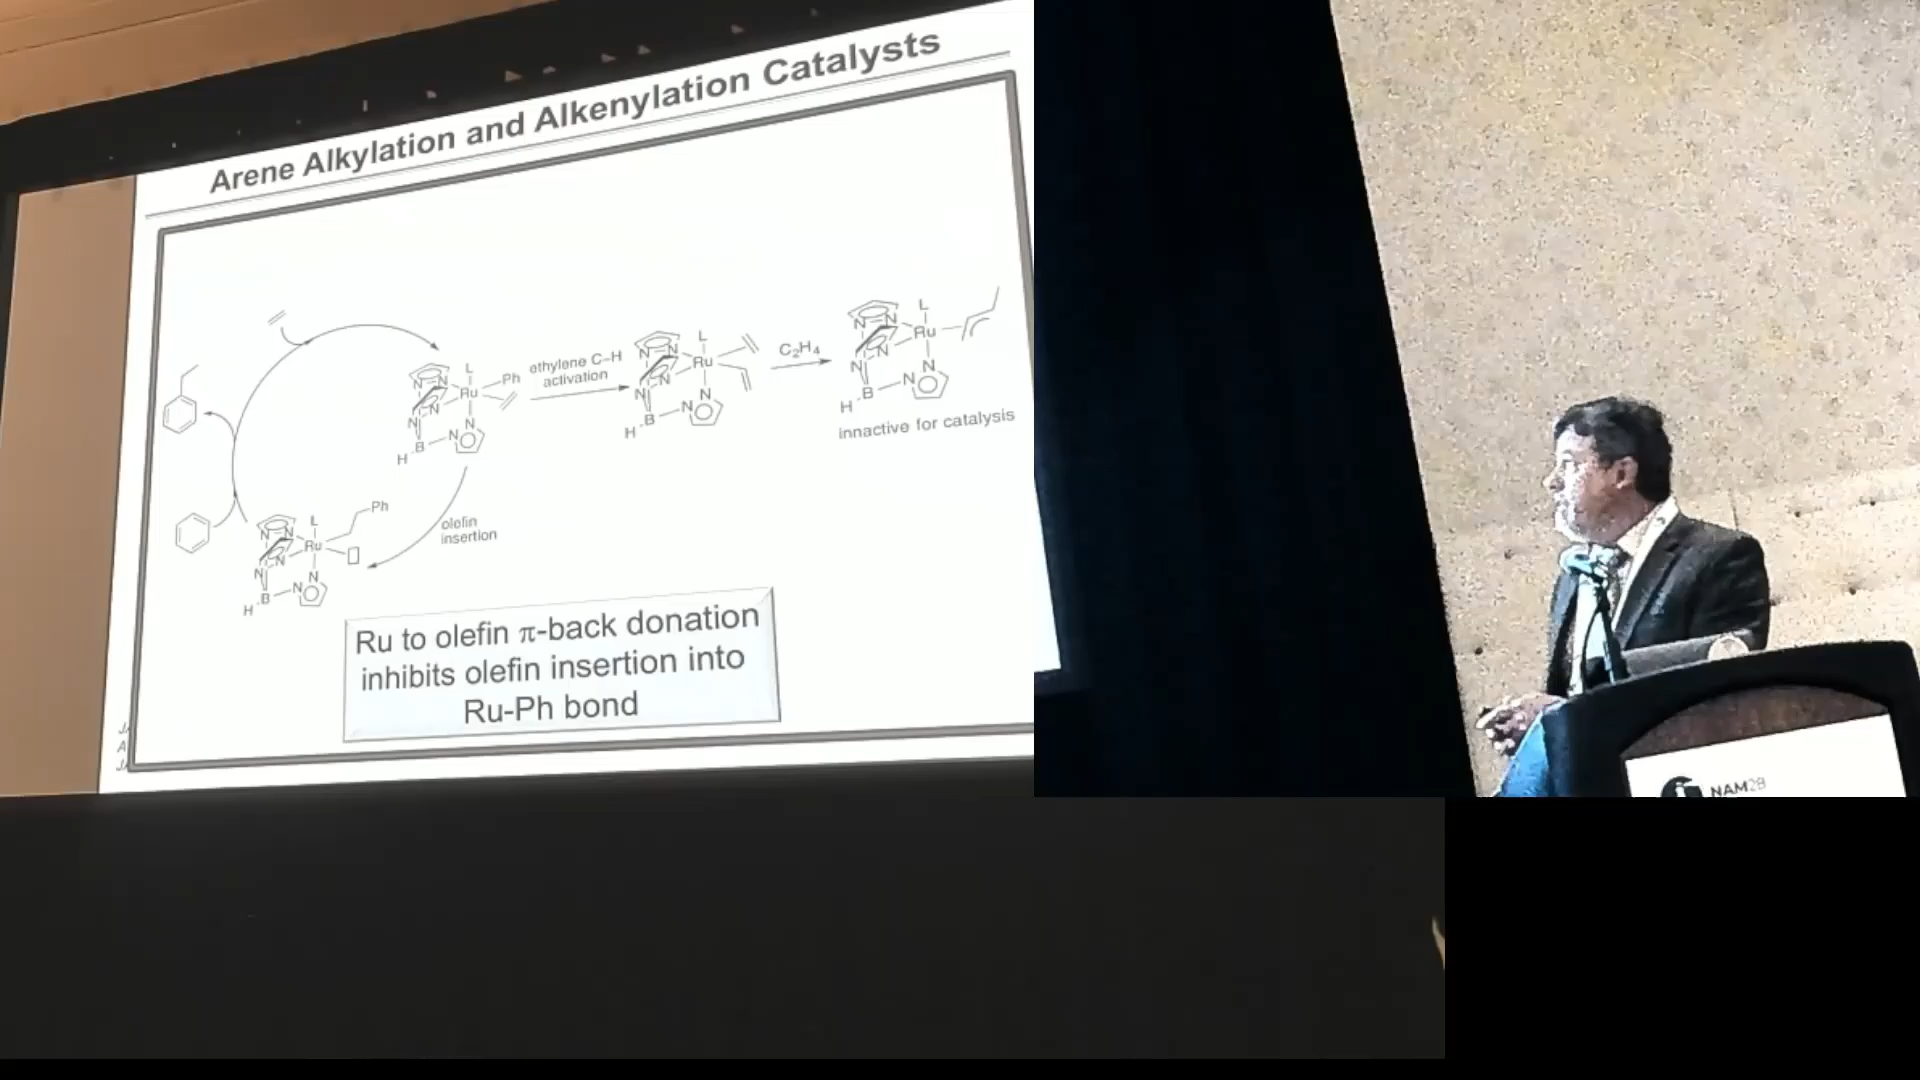 Arene Alkylation and Alkenylation Catalysts
L
N
N
Ru
Ph
N
N
N
N
B
H
ethylene C–H
activation
L
N
N
Ru
N
N
N
N
B
H
C₂H₄
L
N
N
Ru
N
N
N
N
B
H
innactive for catalysis
olefin
insertion
L
Ph
N
N
Ru
N
N
N
N
B
H
Ru to olefin π-back donation
inhibits olefin insertion into
Ru-Ph bond
NAM28